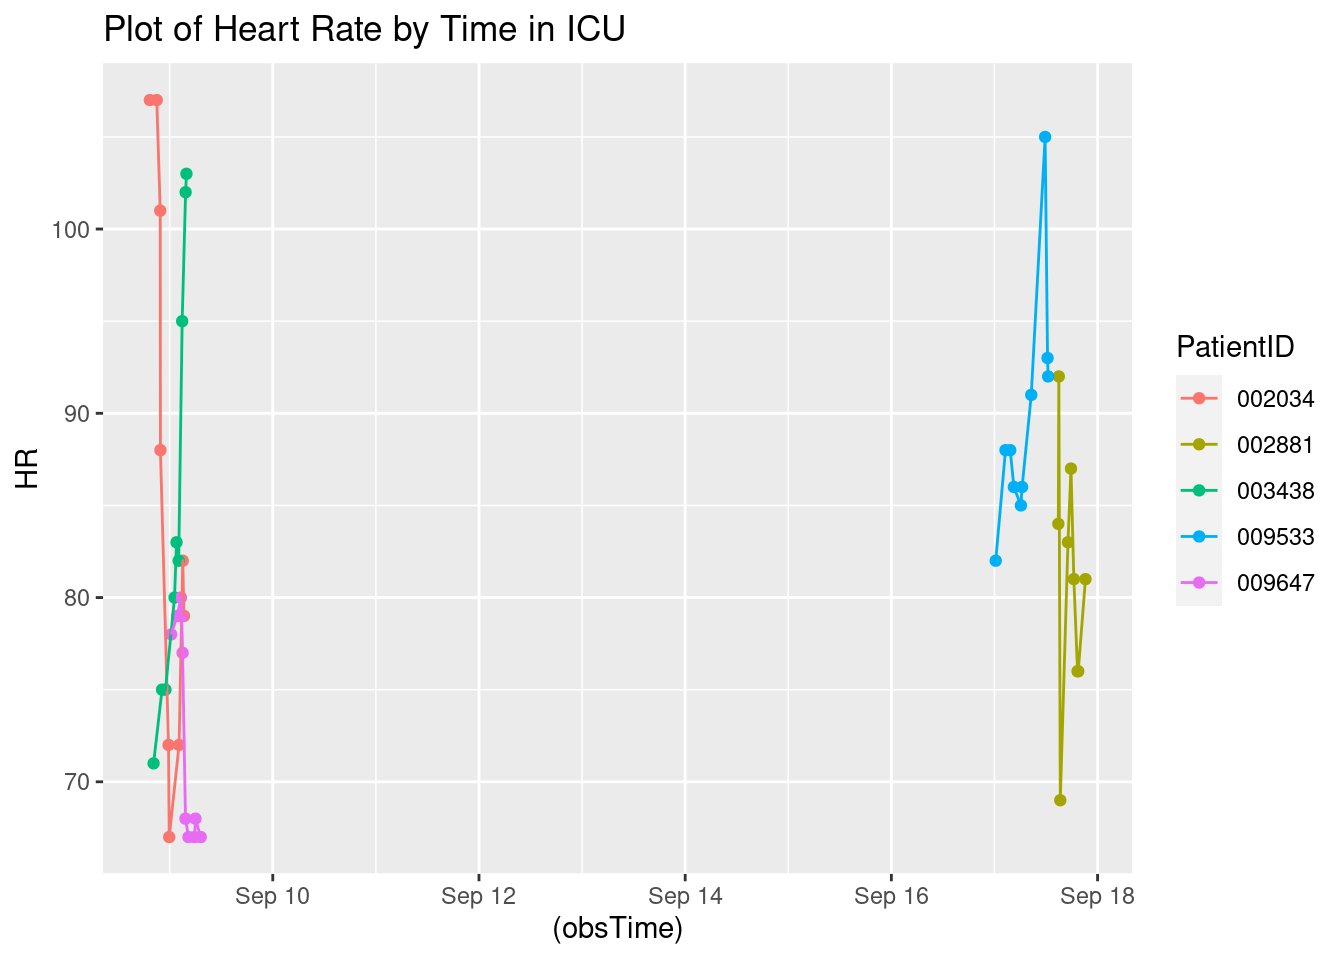 Plot of Heart Rate by Time in ICU
HR
100
90
80
70
Sep 10 Sep 12 Sep 14 Sep 16 Sep 18
(obsTime)
PatientID
002034
002881
003438
009533
009647